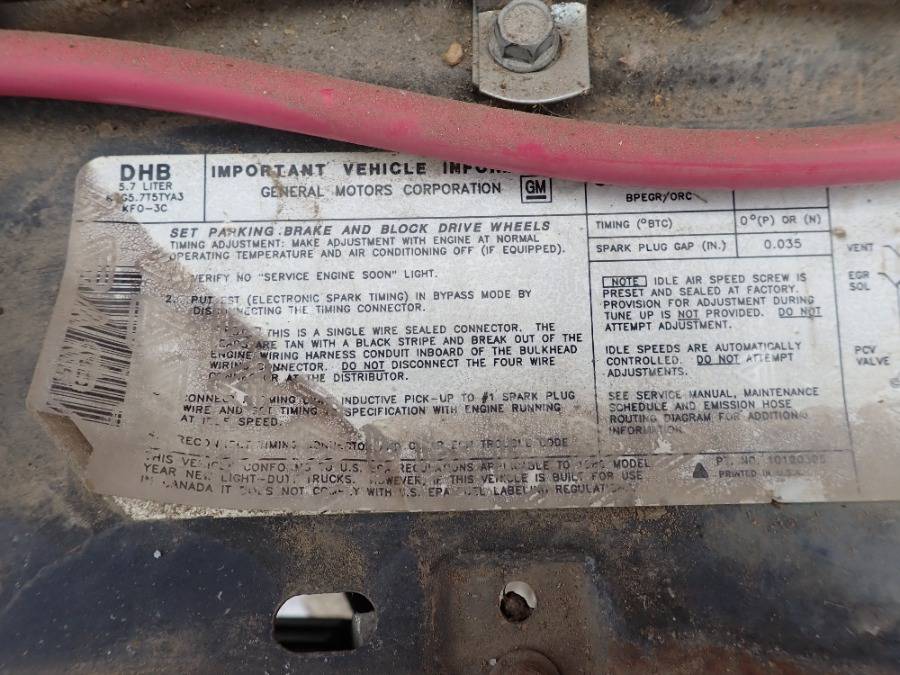 DHB
5.7 LITER
KFO-3C
IMPORTANT VEHICLE
GENERAL MOTORS CORPORATION
GM
BPEGR/ORC
TIMING (°BTC)
0°(P) OR (N)
SPARK PLUG GAP (IN.)
0.035
SET PARKING BRAKE AND BLOCK DRIVE WHEELS
TIMING ADJUSTMENT: MAKE ADJUSTMENT WITH ENGINE AT NORMAL
OPERATING TEMPERATURE AND AIR CONDITIONING OFF (IF EQUIPPED).
VERIFY NO "SERVICE ENGINE SOON" LIGHT.
2. PUT (ELECTRONIC SPARK TIMING) IN BYPASS MODE BY
THE TIMING CONNECTOR.
THIS IS A SINGLE WIRE SEALED CONNECTOR. THE
ARE TAN WITH A BLACK STRIPE AND BREAK OUT OF THE
ENGINE WIRING HARNESS CONDUIT INBOARD OF THE BULKHEAD
DO NOT DISCONNECT THE FOUR WIRE
AT THE DISTRIBUTOR.
INDUCTIVE PICK-UP TO #1 SPARK PLUG
WIRE AND TIMING SPECIFICATION WITH ENGINE RUNNING
AT SPEED.
TROUBLE CODE
NOTE IDLE AIR SPEED SCREW IS
PRESET AND SEALED AT FACTORY.
PROVISION FOR ADJUSTMENT DURING
TUNE UP IS NOT PROVIDED. DO NOT
ATTEMPT ADJUSTMENT.
IDLE SPEEDS ARE AUTOMATICALLY
CONTROLLED. DO NOT ATTEMPT
ADJUSTMENTS.
SEE SERVICE MANUAL, MAINTENANCE
SCHEDULE AND EMISSION HOSE
ROUTING DIAGRAM FOR ADDITIONAL
INFORMATION.
VENT
EGR
SOL
PCV
VALVE
THIS VEHICLE CONFORMS TO U.S. EPA REGULATIONS APPLICABLE TO MODEL
YEAR NEW LIGHT-DUTY TRUCKS. HOWEVER, IF THIS VEHICLE IS BUILT FOR USE
IN CANADA IT DOES NOT COMPLY WITH U.S. EPA LABELING REGULATIONS
PT. NO.
PRINTED IN U.S.A.